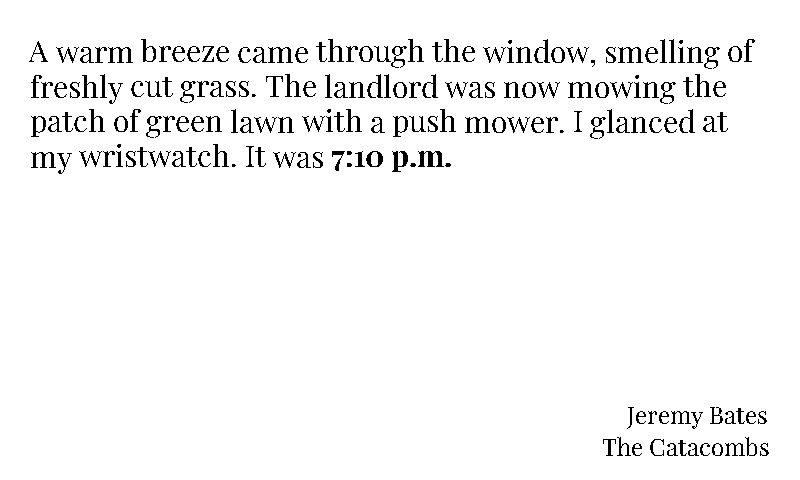 A warm breeze came through the window, smelling of
freshly cut grass. The landlord was now mowing the
patch of green lawn with a push mower. I glanced at
my wristwatch. It was 7:10 p.m.
Jeremy Bates
The Catacombs